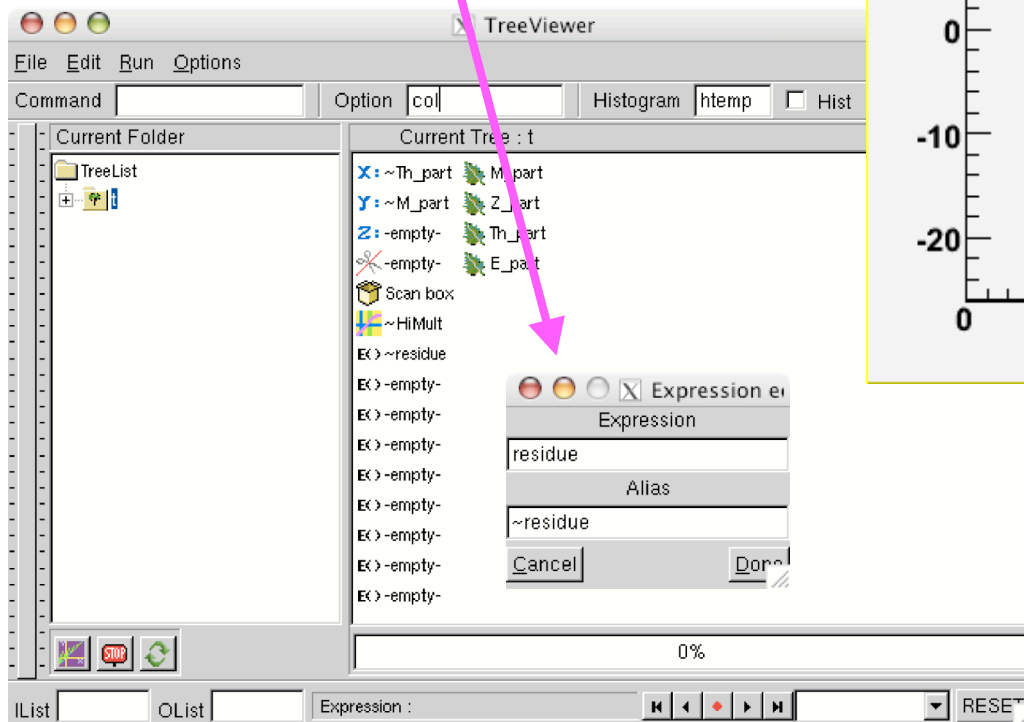 TreeViewer
File Edit Run Options
Command Option col Histogram htemp Hist
Current Folder
Current Tree : t
TreeList
t
X: ~Th_part M_part
Y: ~M_part Z_part
Z: -empty- Th_part
-empty- E_part
Scan box
~HiMult
E() ~residue
E() -empty-
E() -empty-
E() -empty-
E() -empty-
E() -empty-
E() -empty-
E() -empty-
E() -empty-
X Expression e
Expression
residue
Alias
~residue
Cancel Done
STOP
0%
IList OList Expression : RESET
0
-10
-20
0